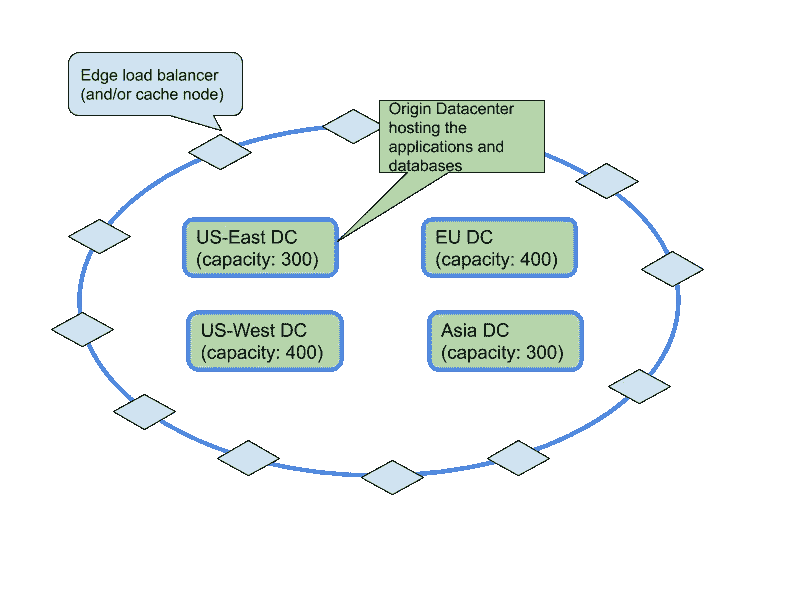 Edge load balancer
(and/or cache node)
Origin Datacenter
hosting the
applications and
databases
US-East DC
(capacity: 300)
EU DC
(capacity: 400)
US-West DC
(capacity: 400)
Asia DC
(capacity: 300)